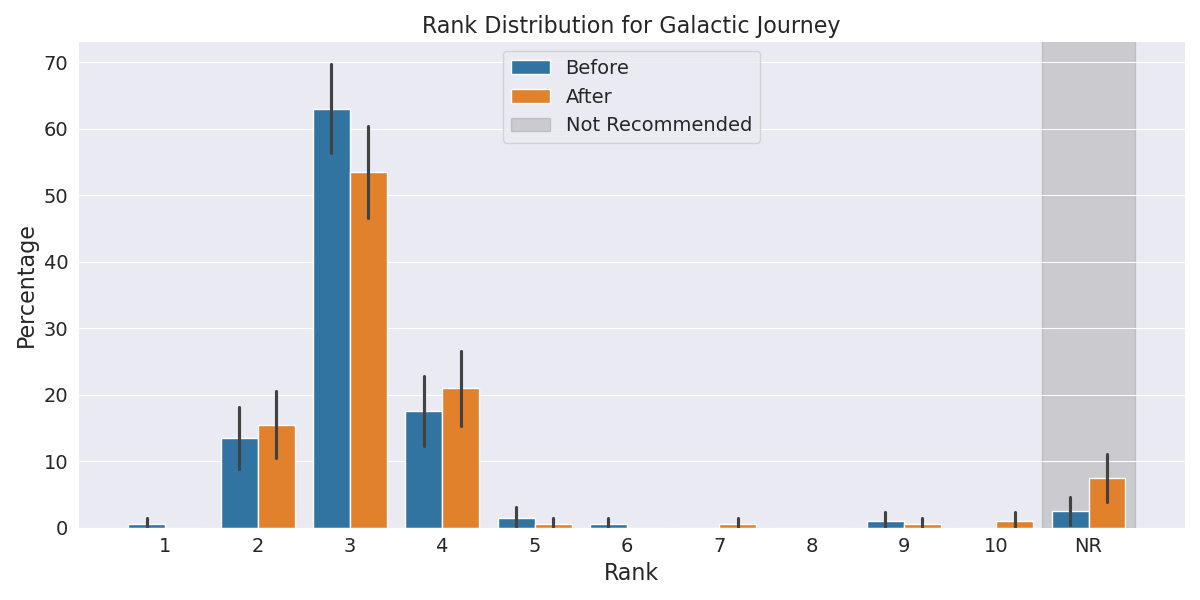 Rank Distribution for Galactic Journey
Before
After
Not Recommended
Percentage
70
60
50
40
30
20
10
0
1 2 3 4 5 6 7 8 9 10 NR
Rank